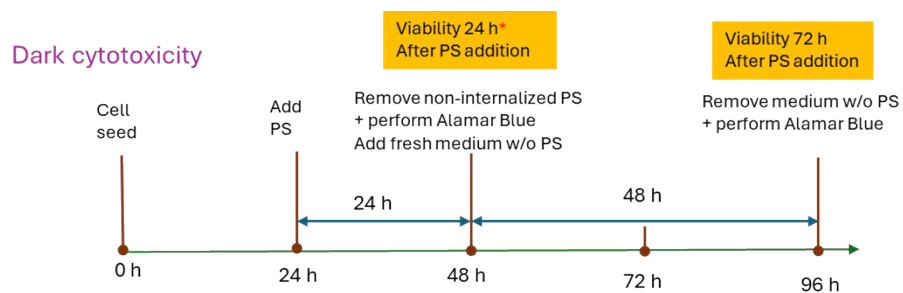 Dark cytotoxicity
Viability 24 h*
After PS addition
Viability 72 h
After PS addition
Cell
seed
Add
PS
Remove non-internalized PS
+ perform Alamar Blue
Add fresh medium w/o PS
Remove medium w/o PS
+ perform Alamar Blue
24 h
48 h
0 h
24 h
48 h
72 h
96 h